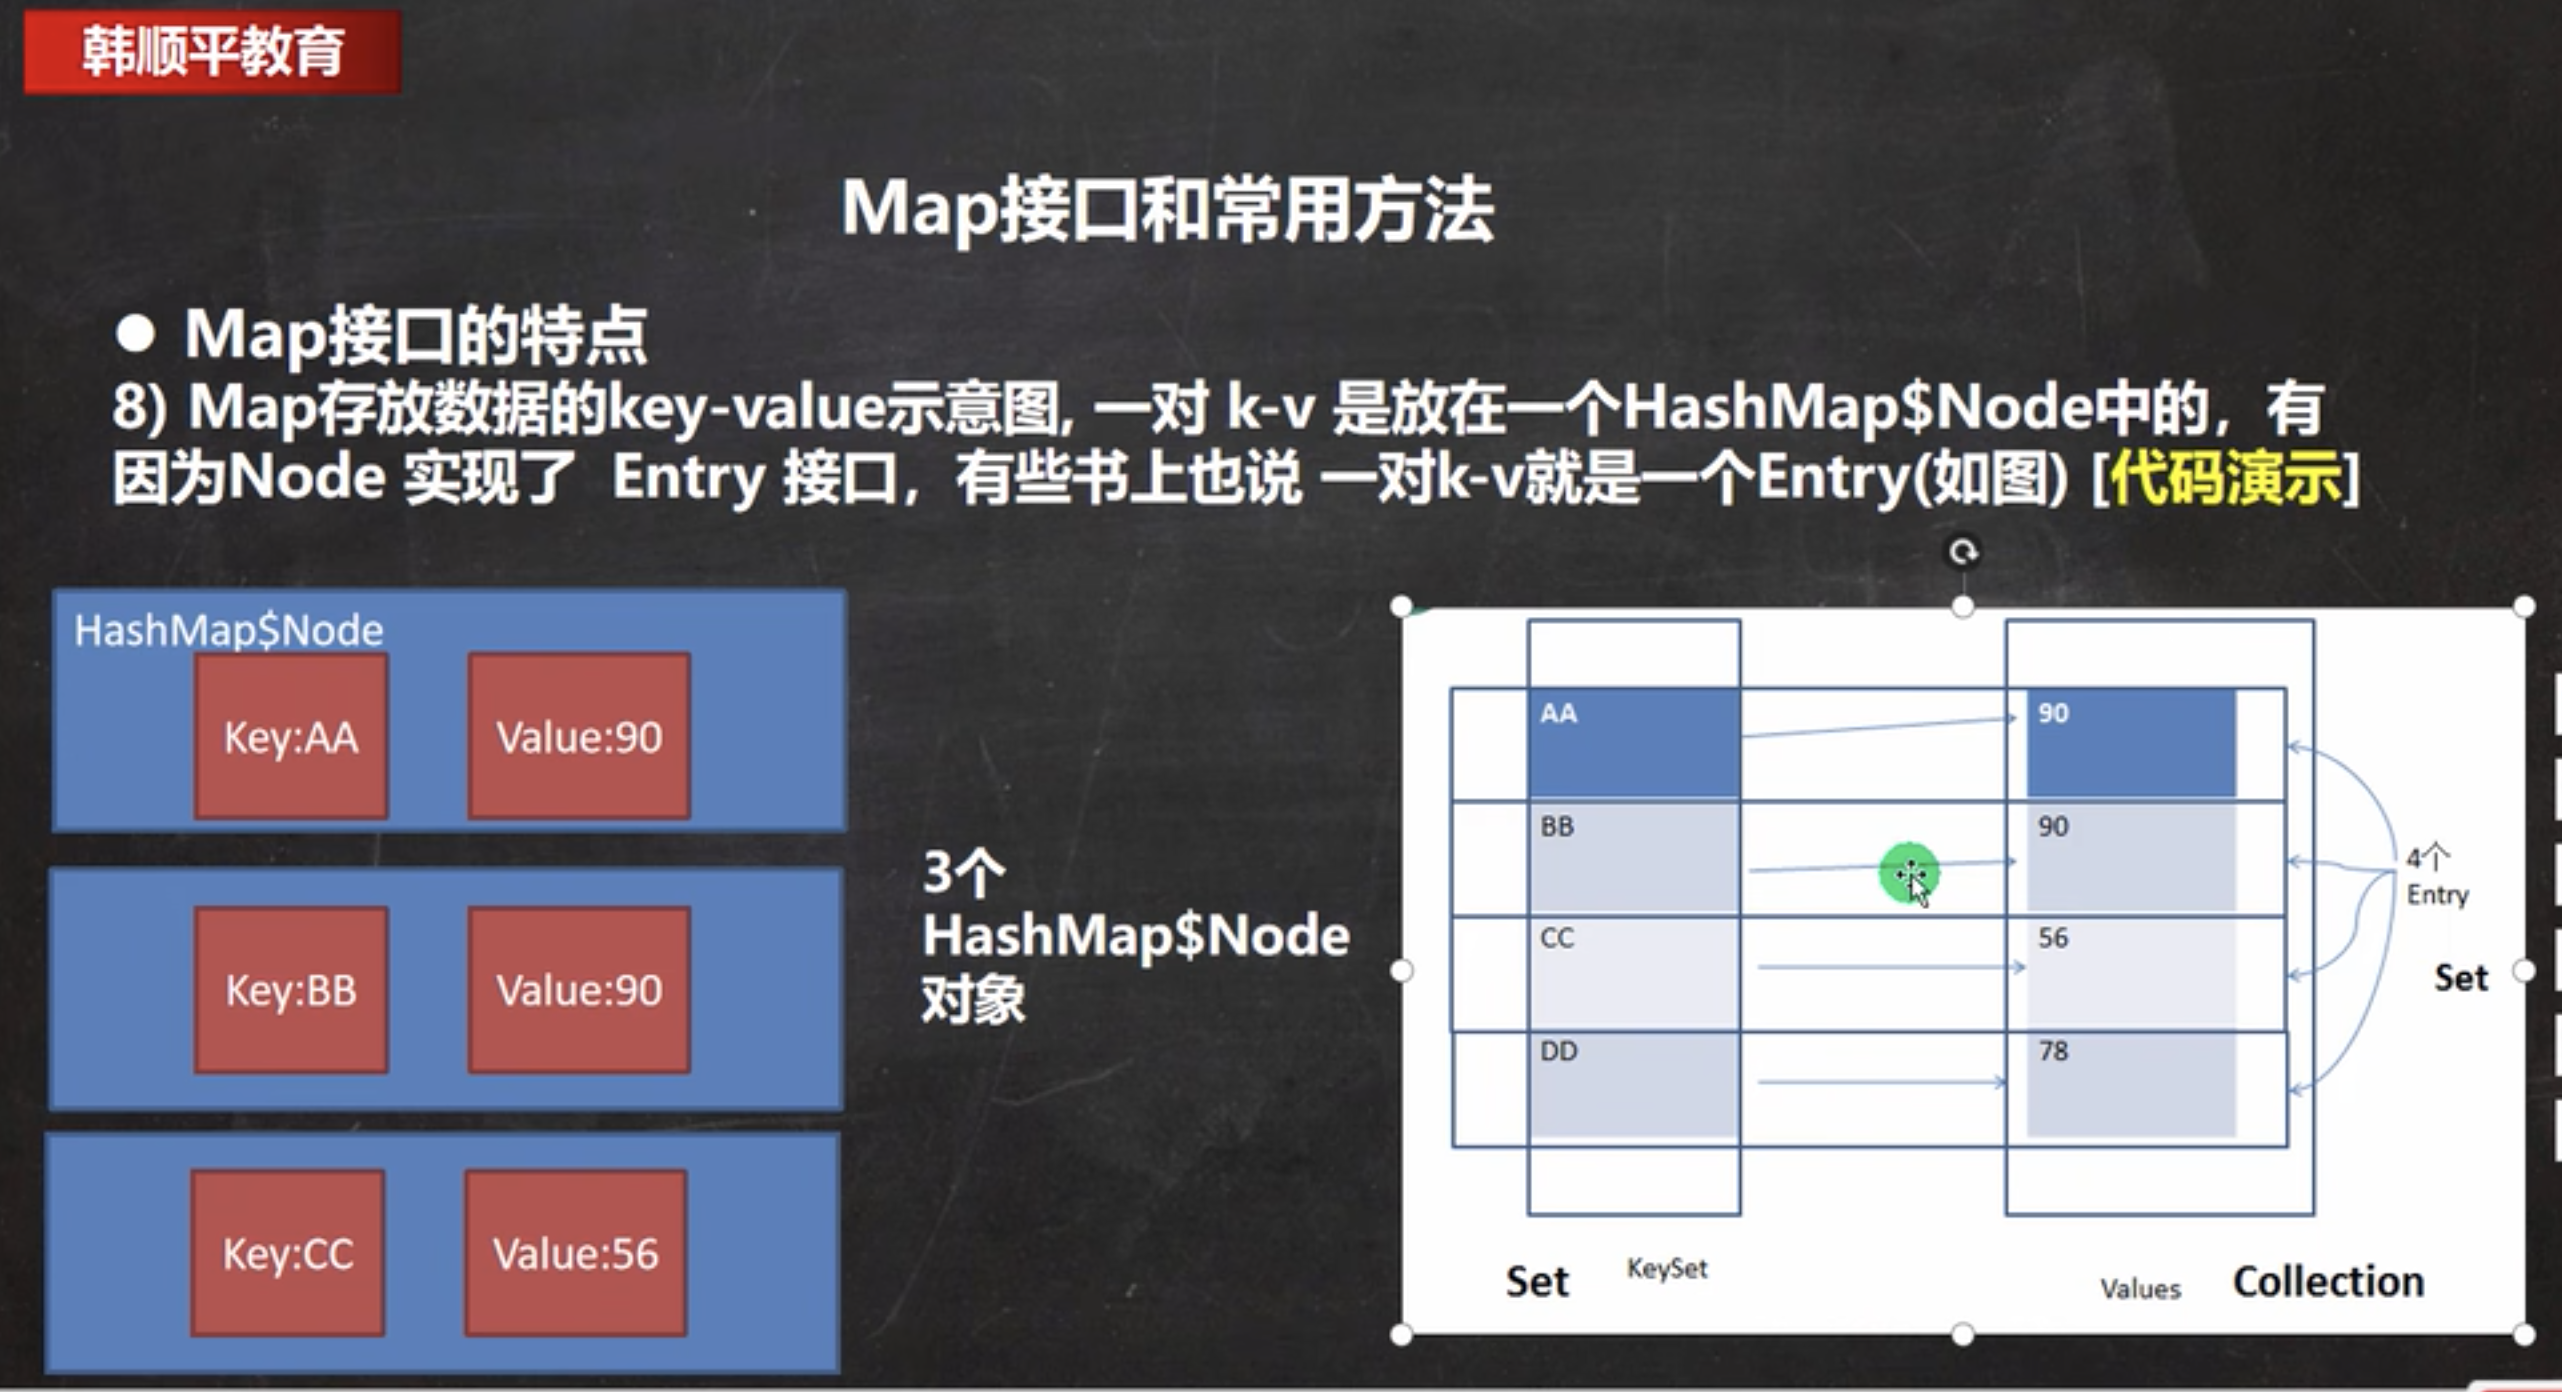 韩顺平教育
Map接口和常用方法
● Map接口的特点
8) Map存放数据的key-value示意图, 一对 k-v 是放在一个HashMap$Node中的，有
因为Node 实现了 Entry 接口，有些书上也说 一对k-v就是一个Entry(如图) [代码演示]
HashMap$Node
Key:AA Value:90
Key:BB Value:90
Key:CC Value:56
3个
HashMap$Node
对象
AA 90
BB 90
CC 56
DD 78
4个
Entry
Set
Set KeySet
Values Collection